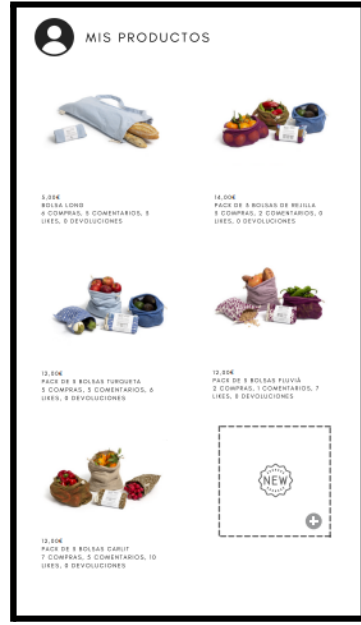 MIS PRODUCTOS
5,00€
BOLSA LONG
6 COMPRAS, 5 COMENTARIOS, 3
LIKES, 0 DEVOLUCIONES
14,00€
PACK DE 3 BOLSAS DE REJILLA
3 COMPRAS, 2 COMENTARIOS, 0
LIKES, 0 DEVOLUCIONES
12,00€
PACK DE 3 BOLSAS TURQUETA
5 COMPRAS, 3 COMENTARIOS, 6
LIKES, 0 DEVOLUCIONES
12,00€
PACK DE 3 BOLSAS FLUVIÀ
2 COMPRAS, 1 COMENTARIOS, 7
LIKES, 0 DEVOLUCIONES
NEW
12,00€
PACK DE 3 BOLSAS CARLIT
7 COMPRAS, 5 COMENTARIOS, 10
LIKES, 0 DEVOLUCIONES